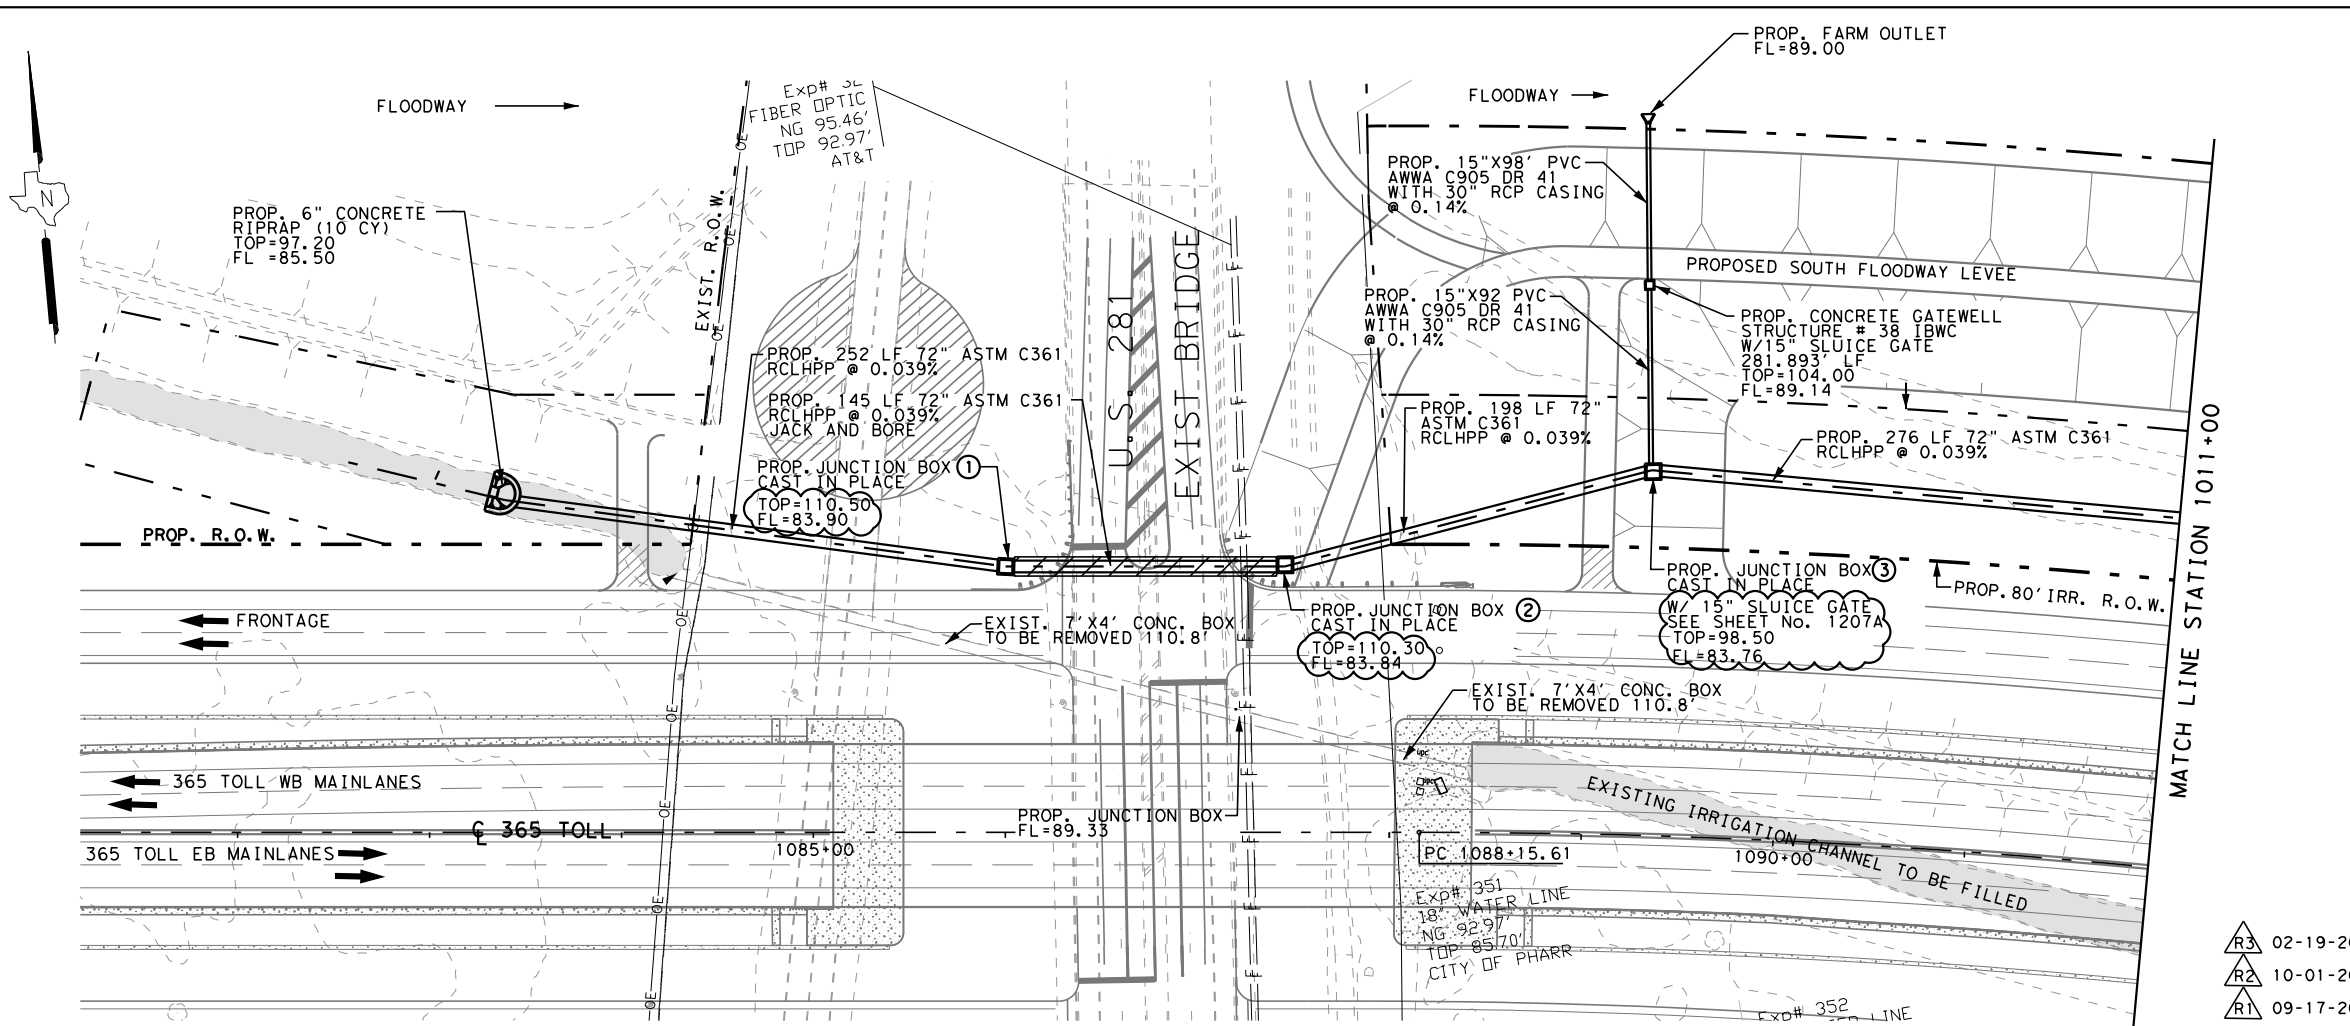 PROP. FARM OUTLET
FL=89.00
FLOODWAY
FLOODWAY
FIBER OPTIC
NG 95.46'
TOP 92.97'
AT&T
N
PROP. 6" CONCRETE
RIPRAP (10 CY)
TOP=97.20
FL =85.50
EXIST. R.O.W.
OE
OE
OE
PROP. 15"X98' PVC
AWWA C905 DR 41
WITH 30" RCP CASING
@ 0.14%
PROPOSED SOUTH FLOODWAY LEVEE
PROP. 15"X92 PVC
AWWA C905 DR 41
WITH 30" RCP CASING
@ 0.14%
PROP. CONCRETE GATEWELL
STRUCTURE # 38 IBWC
W/15" SLUICE GATE
281.893' LF
TOP=104.00
FL=89.14
U.S. 281
EXIST BRIDGE
PROP. 252 LF 72" ASTM C361
RCLHPP @ 0.039%
PROP. 145 LF 72" ASTM C361
RCLHPP @ 0.039%
JACK AND BORE
PROP. JUNCTION BOX 1
CAST IN PLACE
TOP=110.50
FL=83.90
PROP. 198 LF 72"
ASTM C361
RCLHPP @ 0.039%
PROP. 276 LF 72" ASTM C361
RCLHPP @ 0.039%
MATCH LINE STATION 1011+00
PROP. R.O.W.
PROP. JUNCTION BOX 3
CAST IN PLACE
W/ 15" SLUICE GATE
SEE SHEET No. 1207A
TOP=98.50
FL=83.76
PROP. 80' IRR. R.O.W.
FRONTAGE
OE
EXIST. 7'X4' CONC. BOX
TO BE REMOVED 110.8'
PROP. JUNCTION BOX 2
CAST IN PLACE
TOP=110.30
FL=83.84
EXIST. 7'X4' CONC. BOX
TO BE REMOVED 110.8'
OE
365 TOLL WB MAINLANES
EXISTING IRRIGATION CHANNEL TO BE FILLED
OE
PROP. JUNCTION BOX
FL=89.33
℄ 365 TOLL
365 TOLL EB MAINLANES
1085+00
PC 1088+15.61
1090+00
OE
Exp# 351
18" WATER LINE
NG 92.97'
TOP 85.70'
CITY OF PHARR
OE
Exp# 352
R3 02-19-20
R2 10-01-20
R1 09-17-20